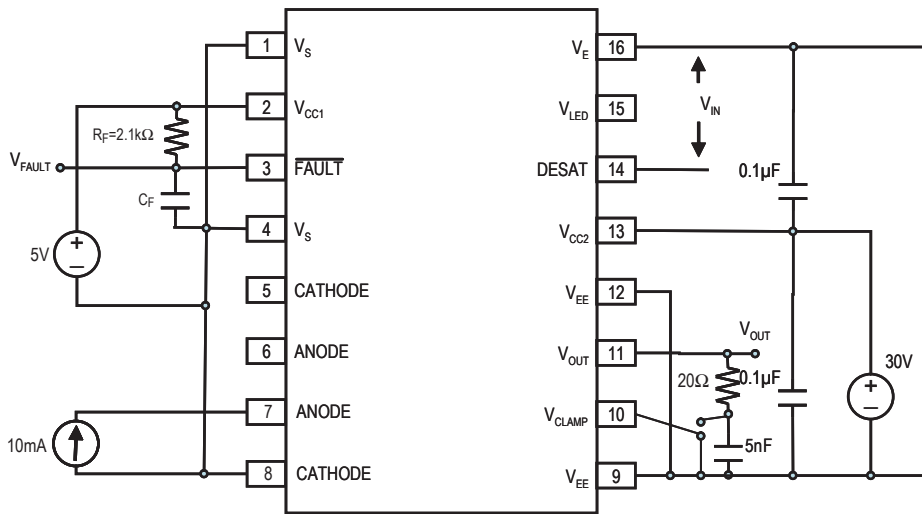 1 V_S
2 V_CC1
3 FAULT
4 V_S
5 CATHODE
6 ANODE
7 ANODE
8 CATHODE
V_E 16
V_LED 15
DESAT 14
V_CC2 13
V_EE 12
V_OUT 11
V_CLAMP 10
V_EE 9
R_F=2.1kΩ
V_FAULT
C_F
5V
+
–
10mA
V_IN
0.1µF
V_OUT
20Ω
0.1µF
5nF
30V
+
–